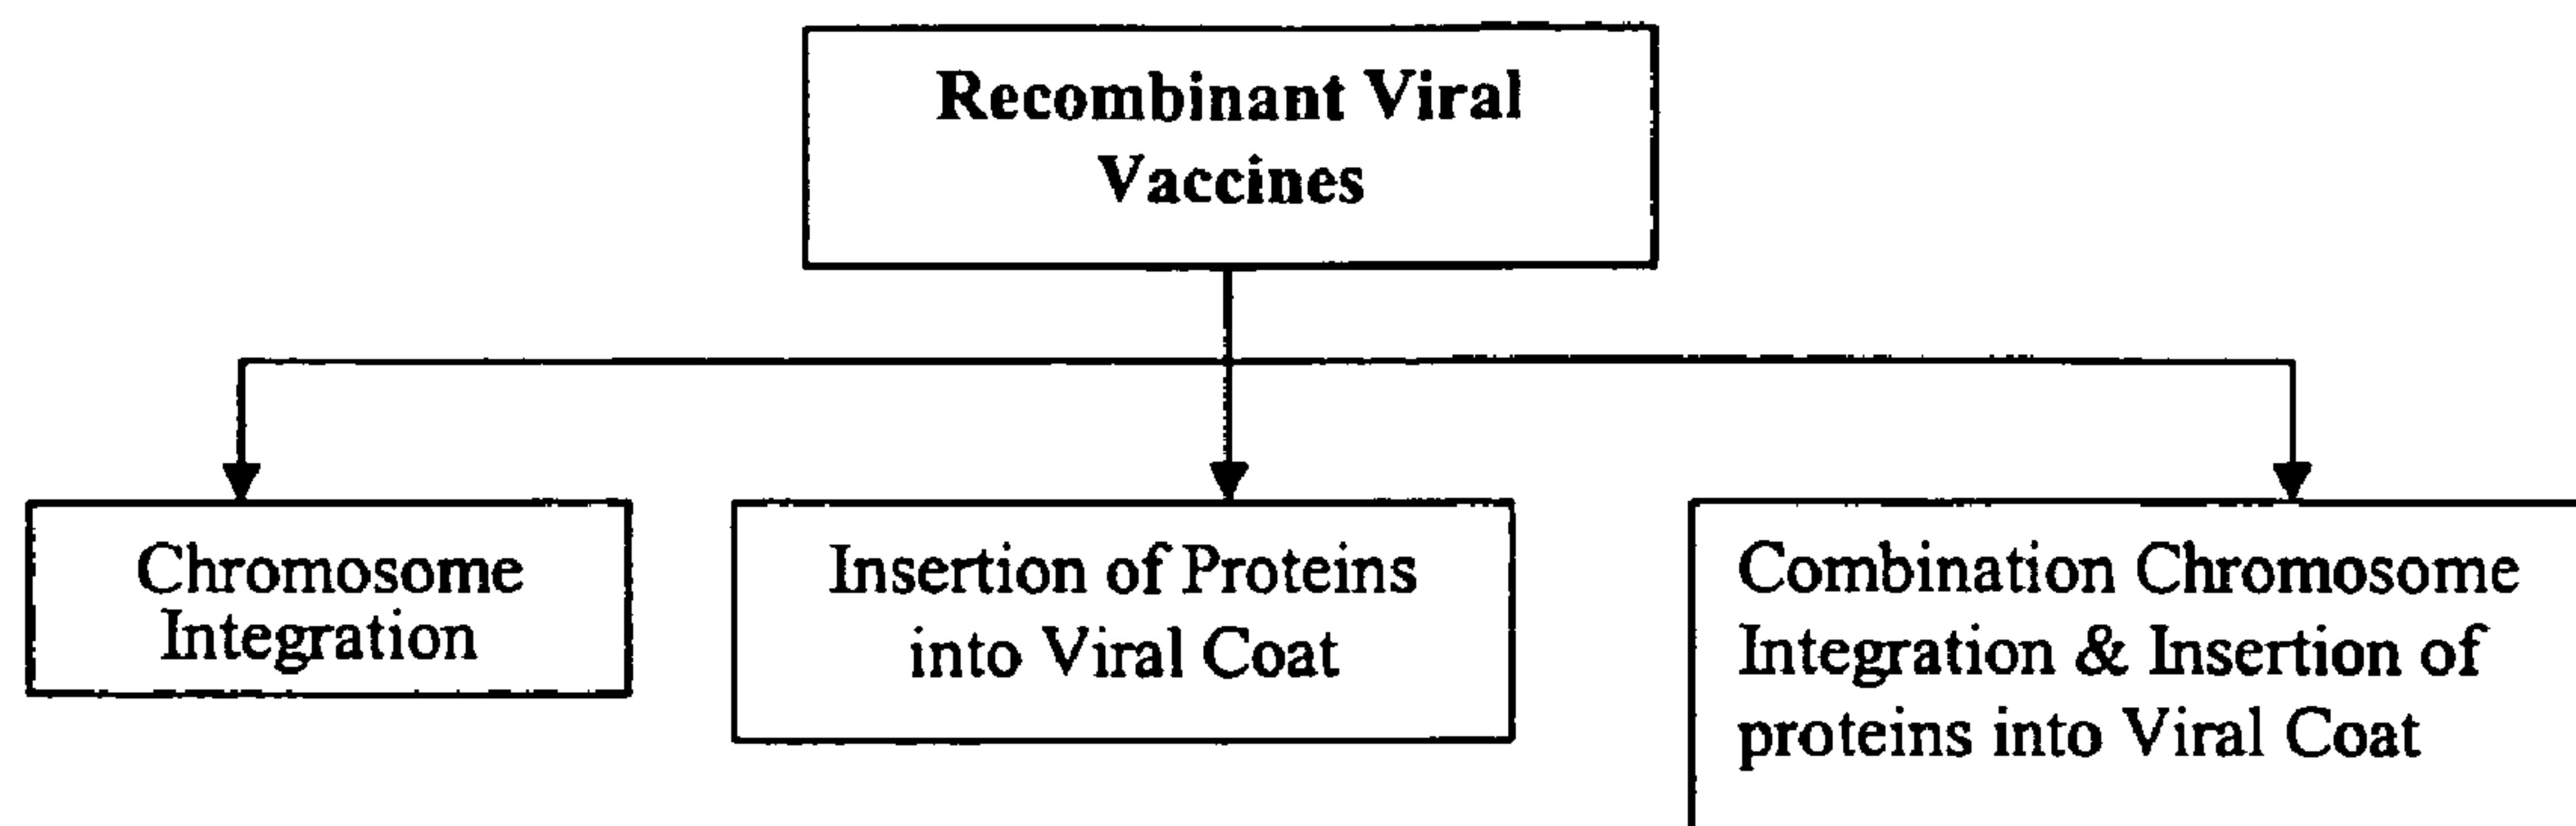 Recombinant Viral
Vaccines
Chromosome
Integration
Insertion of Proteins
into Viral Coat
Combination Chromosome
Integration & Insertion of
proteins into Viral Coat